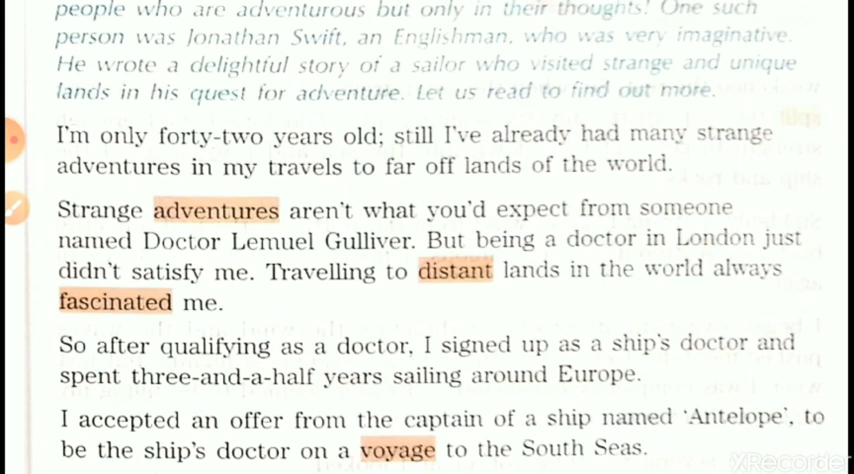 people who are adventurous but only in their thoughts! One such
person was Jonathan Swift, an Englishman, who was very imaginative.
He wrote a delightful story of a sailor who visited strange and unique
lands in his quest for adventure. Let us read to find out more.
I'm only forty-two years old; still I've already had many strange
adventures in my travels to far off lands of the world.
Strange adventures aren't what you'd expect from someone
named Doctor Lemuel Gulliver. But being a doctor in London just
didn't satisfy me. Travelling to distant lands in the world always
fascinated me.
So after qualifying as a doctor, I signed up as a ship's doctor and
spent three-and-a-half years sailing around Europe.
I accepted an offer from the captain of a ship named ‘Antelope’, to
be the ship's doctor on a voyage to the South Seas.
XRecorder